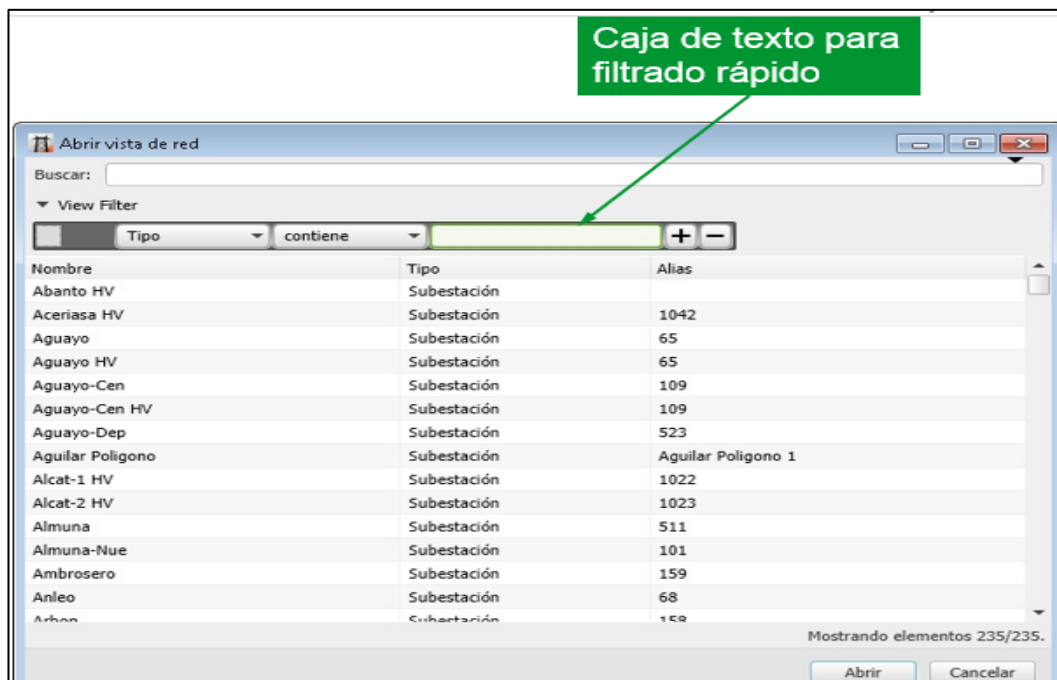 Caja de texto para
filtrado rápido
Abrir vista de red
Buscar:
View Filter
Tipo contiene + −
Nombre Tipo Alias
Abanto HV Subestación
Aceriasa HV Subestación 1042
Aguayo Subestación 65
Aguayo HV Subestación 65
Aguayo-Cen Subestación 109
Aguayo-Cen HV Subestación 109
Aguayo-Dep Subestación 523
Aguilar Poligono Subestación Aguilar Poligono 1
Alcat-1 HV Subestación 1022
Alcat-2 HV Subestación 1023
Almuna Subestación 511
Almuna-Nue Subestación 101
Ambrosero Subestación 159
Anleo Subestación 68
Arbon Subestación 158
Mostrando elementos 235/235.
Abrir Cancelar